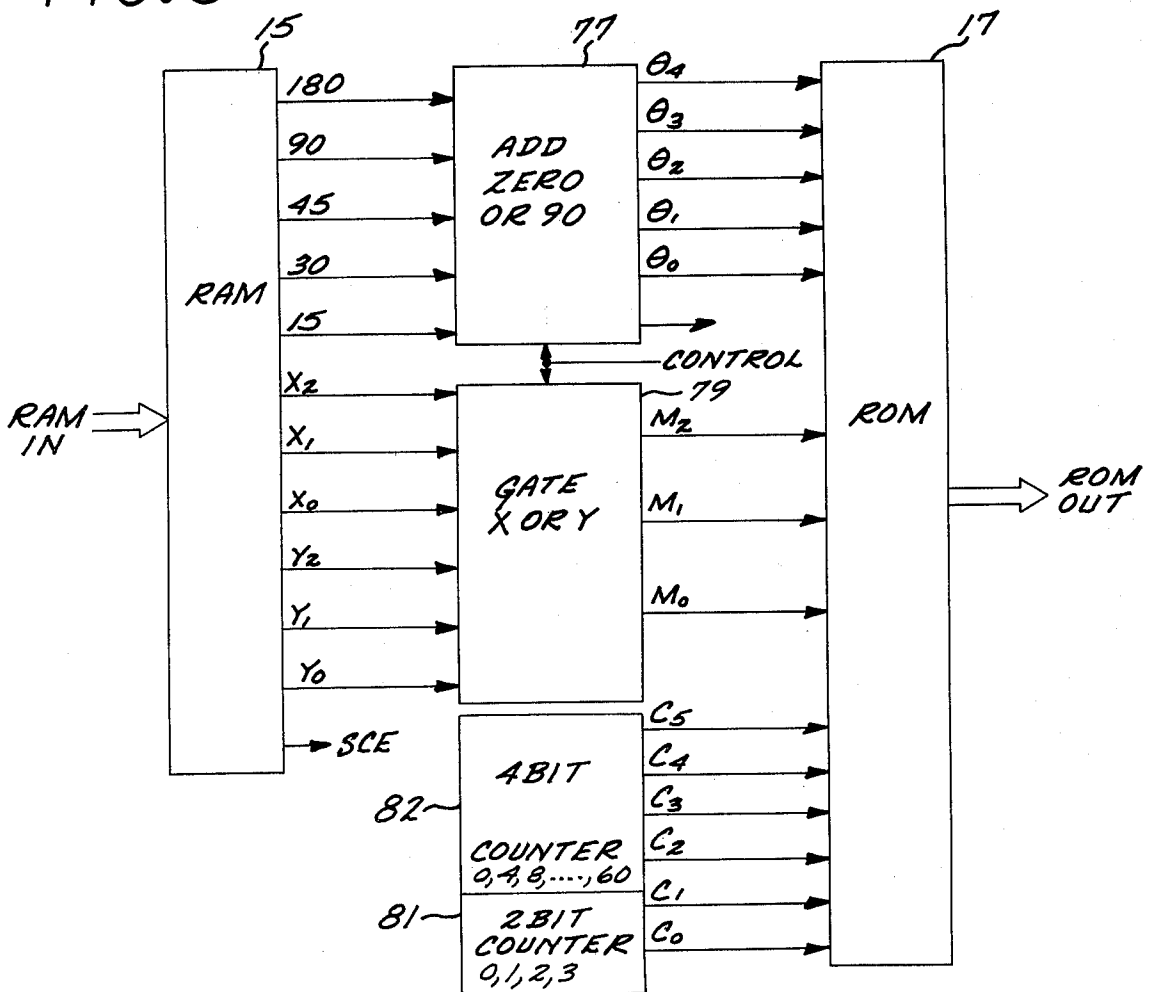 15
77
17
180
90
45
30
15
X2
X1
X0
Y2
Y1
Y0
SCE
RAM
RAM
IN
ADD
ZERO
OR 90
θ4
θ3
θ2
θ1
θ0
CONTROL
79
GATE
X OR Y
M2
M1
M0
ROM
ROM
OUT
82
4BIT
COUNTER
0,4,8,....,60
81
2BIT
COUNTER
0,1,2,3
C5
C4
C3
C2
C1
C0